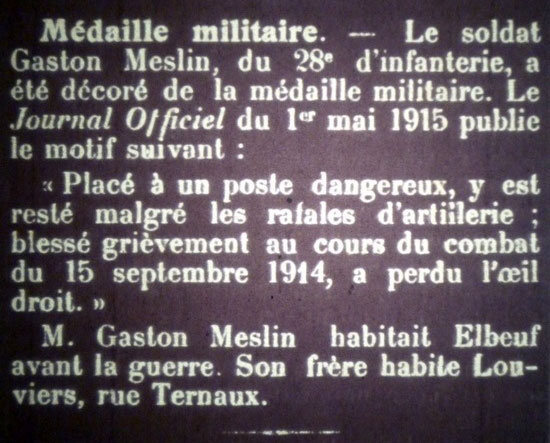 Médaille militaire. — Le soldat
Gaston Meslin, du 28e d'infanterie, a
été décoré de la médaille militaire. Le
Journal Officiel du 1er mai 1915 publie
le motif suivant :
« Placé à un poste dangereux, y est
resté malgré les rafales d'artiilerie ;
blessé grièvement au cours du combat
du 15 septembre 1914, a perdu l'œil
droit. »
M. Gaston Meslin habitait Elbeuf
avant la guerre. Son frère habite Lou-
viers, rue Ternaux.